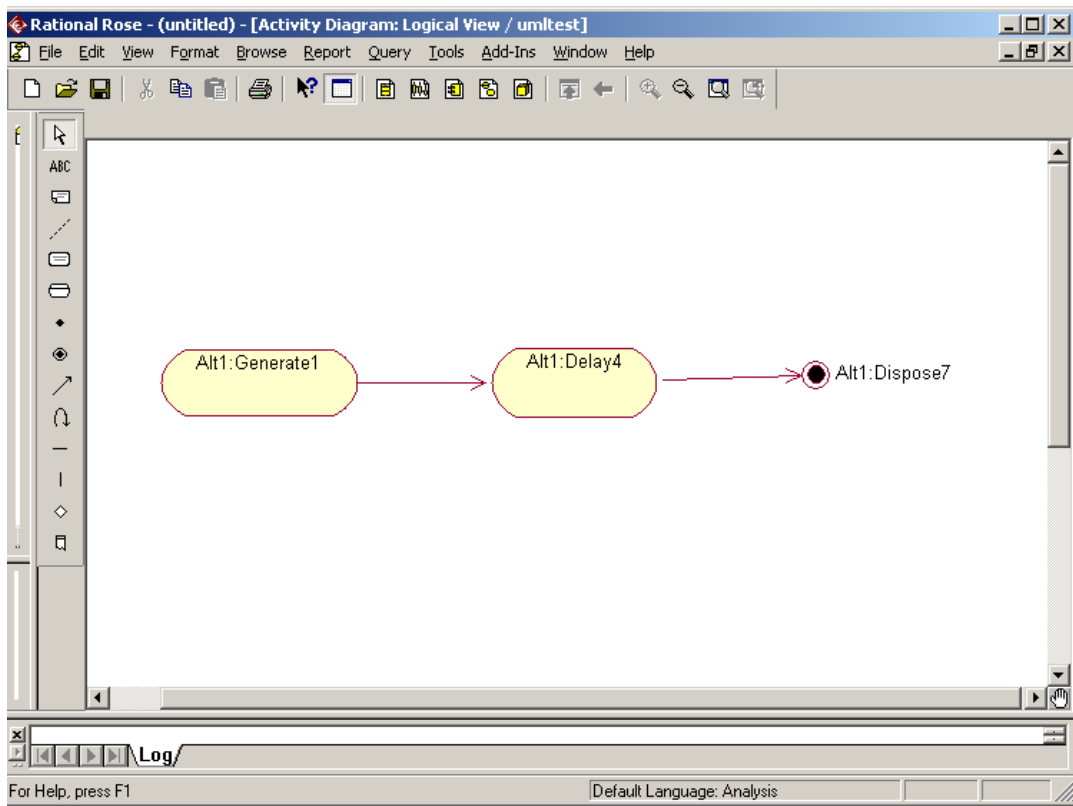 Rational Rose - (untitled) - [Activity Diagram: Logical View / umltest]
File Edit View Format Browse Report Query Tools Add-Ins Window Help
ABC
Alt1:Generate1
Alt1:Delay4
Alt1:Dispose7
Log
For Help, press F1
Default Language: Analysis